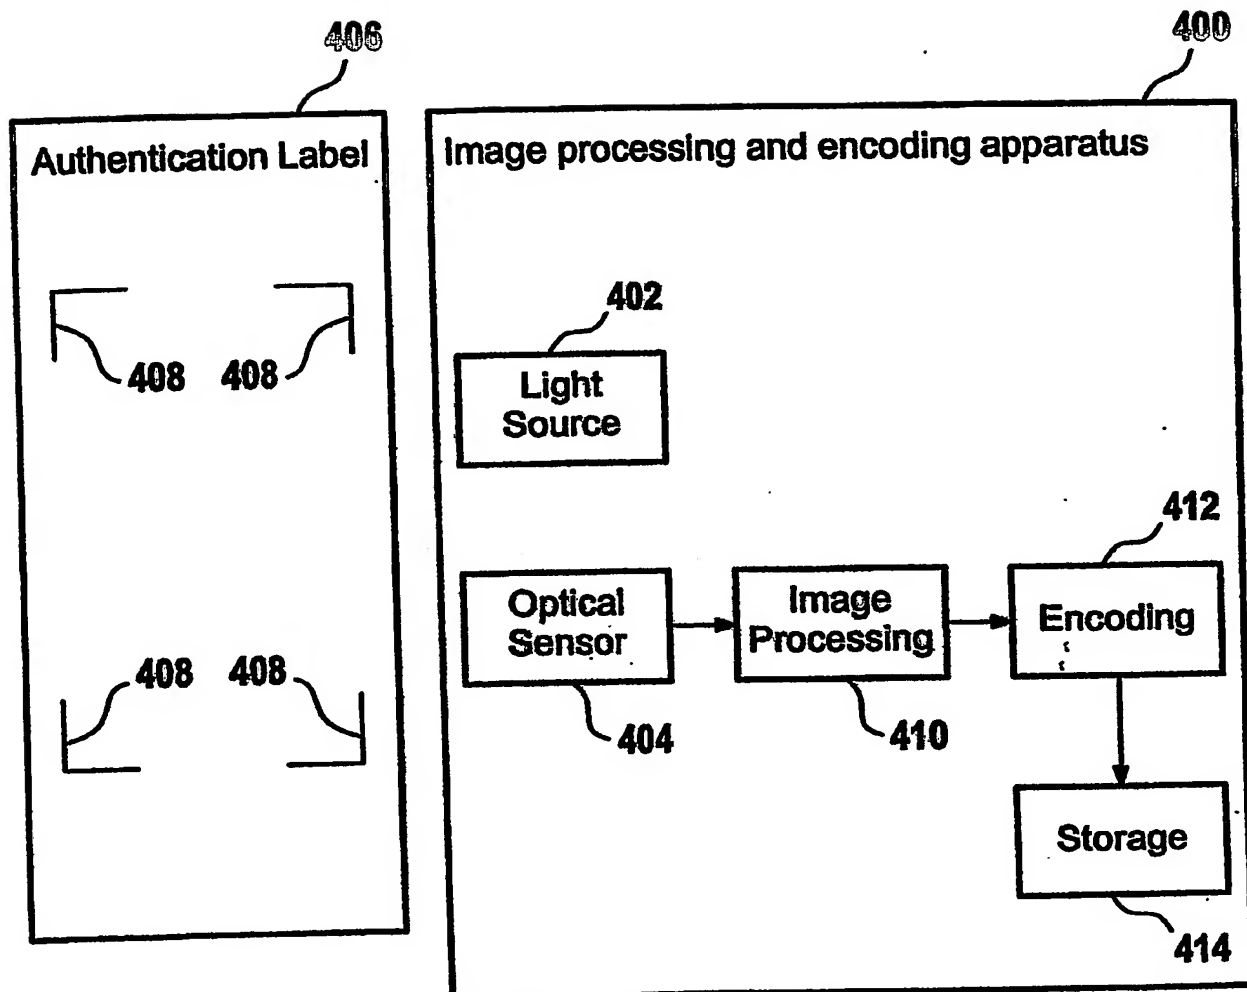 406
400
Authentication Label
Image processing and encoding apparatus
402
408 408
Light
Source
412
Optical
Sensor
Image
Processing
Encoding
408 408
404
410
Storage
414